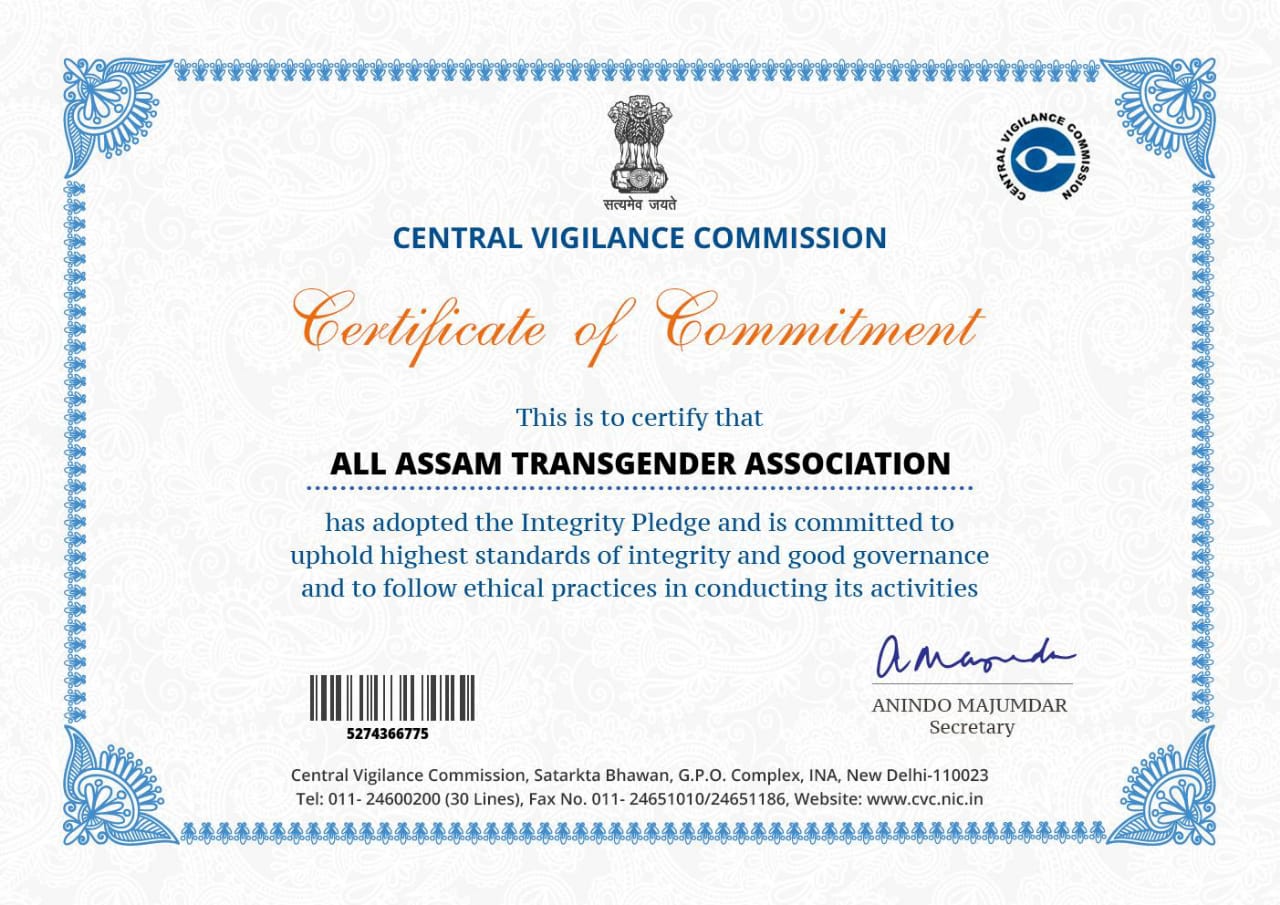 सत्यमेव जयते
CENTRAL VIGILANCE COMMISSION
CENTRAL VIGILANCE COMMISSION
Certificate of Commitment
This is to certify that
ALL ASSAM TRANSGENDER ASSOCIATION
has adopted the Integrity Pledge and is committed to
uphold highest standards of integrity and good governance
and to follow ethical practices in conducting its activities
A Majumdar
ANINDO MAJUMDAR
Secretary
5274366775
Central Vigilance Commission, Satarkta Bhawan, G.P.O. Complex, INA, New Delhi-110023
Tel: 011- 24600200 (30 Lines), Fax No. 011- 24651010/24651186, Website: www.cvc.nic.in